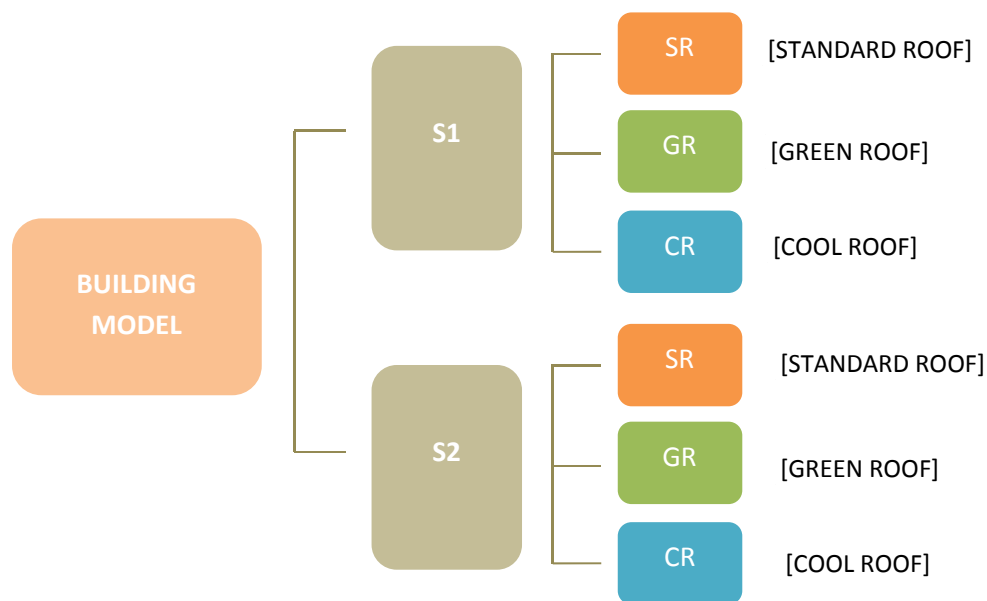 SR [STANDARD ROOF]
S1
GR [GREEN ROOF]
CR [COOL ROOF]
BUILDING
MODEL
SR [STANDARD ROOF]
S2
GR [GREEN ROOF]
CR [COOL ROOF]